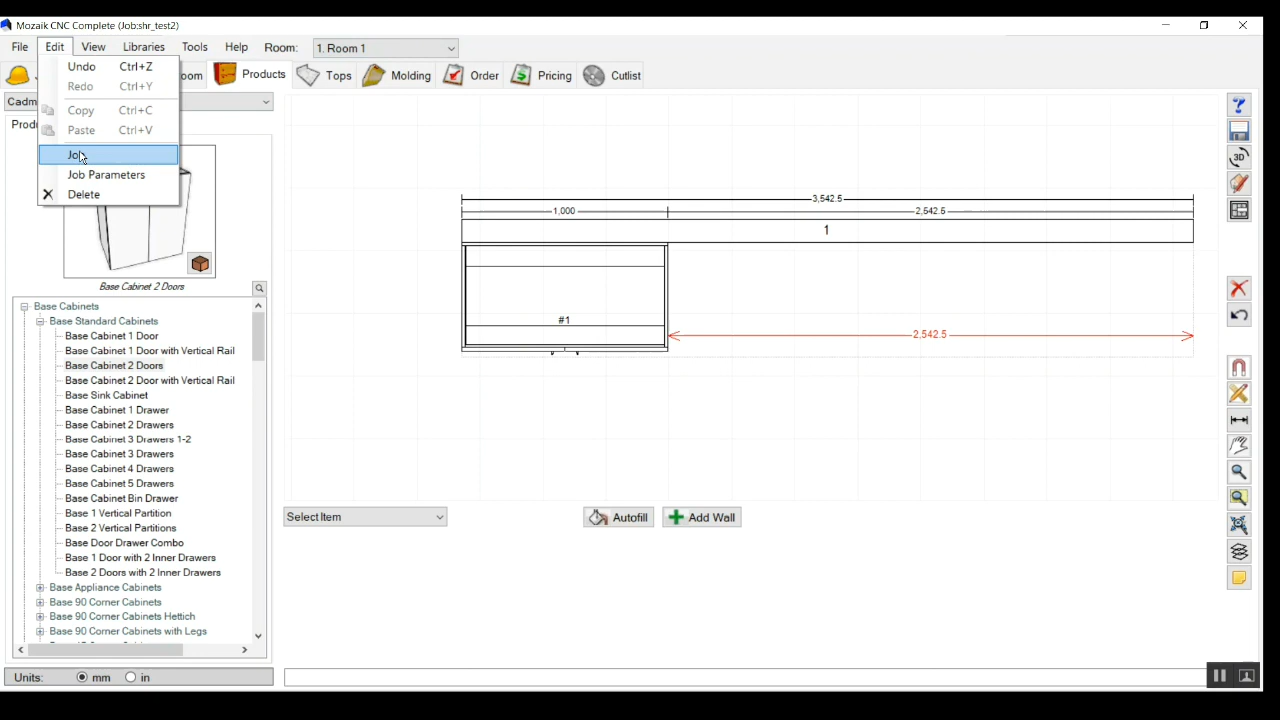 Mozaik CNC Complete (Job:shr_test2)
File Edit View Libraries Tools Help Room: 1. Room 1
oom Products Tops Molding Order Pricing Cutlist
Cadm
Produ
Undo Ctrl+Z
Redo Ctrl+Y
Copy Ctrl+C
Paste Ctrl+V
Job
Job Parameters
Delete
Base Cabinet 2 Doors
Base Cabinets
Base Standard Cabinets
Base Cabinet 1 Door
Base Cabinet 1 Door with Vertical Rail
Base Cabinet 2 Doors
Base Cabinet 2 Door with Vertical Rail
Base Sink Cabinet
Base Cabinet 1 Drawer
Base Cabinet 2 Drawers
Base Cabinet 3 Drawers 1-2
Base Cabinet 3 Drawers
Base Cabinet 4 Drawers
Base Cabinet 5 Drawers
Base Cabinet Bin Drawer
Base 1 Vertical Partition
Base 2 Vertical Partitions
Base Door Drawer Combo
Base 1 Door with 2 Inner Drawers
Base 2 Doors with 2 Inner Drawers
Base Appliance Cabinets
Base 90 Corner Cabinets
Base 90 Corner Cabinets Hettich
Base 90 Corner Cabinets with Legs
Units: mm in
3,542.5
1,000 2,542.5
1
#1
2,542.5
Select Item Autofill Add Wall
3D